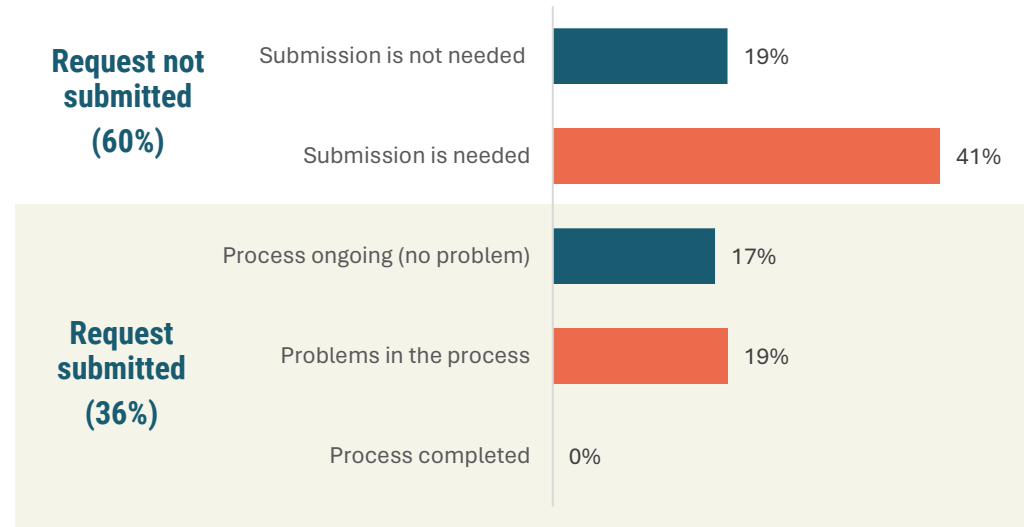 Request not
submitted
(60%)
Submission is not needed
19%
Submission is needed
41%
Request
submitted
(36%)
Process ongoing (no problem)
17%
Problems in the process
19%
Process completed
0%